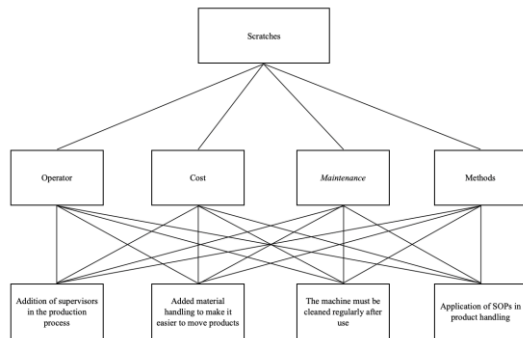 Scratches
Operator
Cost
Maintenance
Methods
Addition of supervisors
in the production
process
Added material
handling to make it
easier to move products
The machine must be
cleaned regularly after
use
Application of SOPs in
product handling